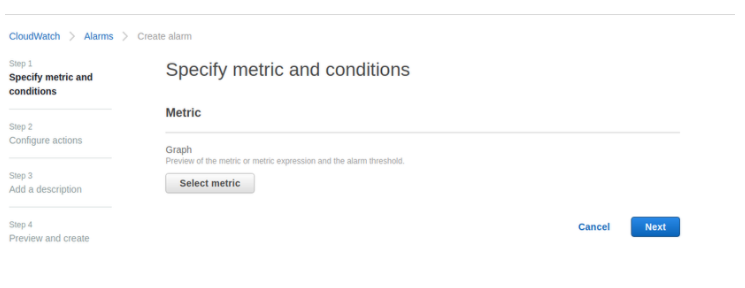 CloudWatch > Alarms > Create alarm
Step 1
Specify metric and
conditions
Step 2
Configure actions
Step 3
Add a description
Step 4
Preview and create
Specify metric and conditions
Metric
Graph
Preview of the metric or metric expression and the alarm threshold.
Select metric
Cancel
Next